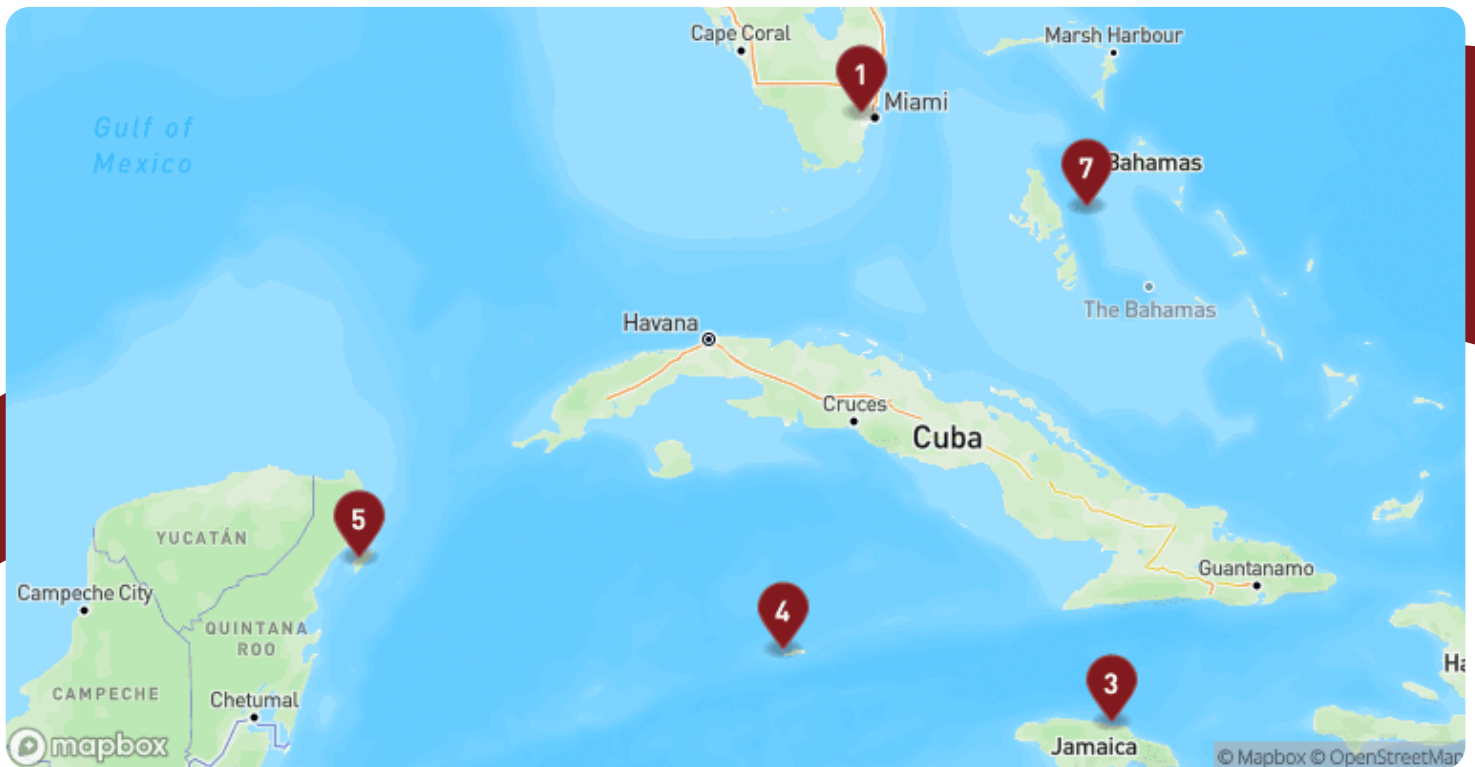 Cape Coral
Marsh Harbour
1
Miami
Gulf of
Mexico
7
Bahamas
The Bahamas
Havana
Cruces
Cuba
5
YUCATÁN
Campeche City
Guantanamo
4
QUINTANA
ROO
3
CAMPECHE
Chetumal
Ha
Jamaica
mapbox
© Mapbox © OpenStreetMap